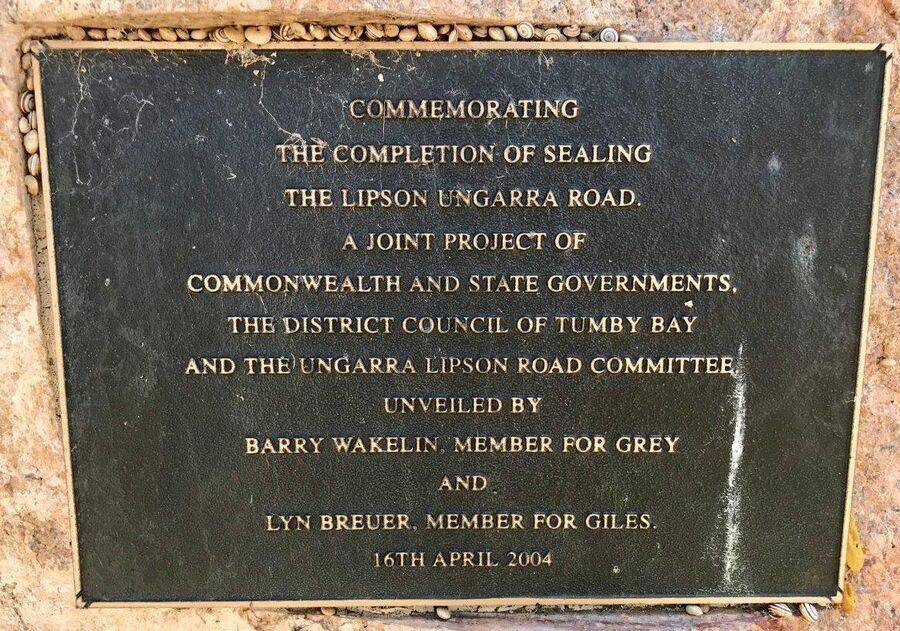 COMMEMORATING
THE COMPLETION OF SEALING
THE LIPSON UNGARRA ROAD.
A JOINT PROJECT OF
COMMONWEALTH AND STATE GOVERNMENTS,
THE DISTRICT COUNCIL OF TUMBY BAY
AND THE UNGARRA LIPSON ROAD COMMITTEE,
UNVEILED BY
BARRY WAKELIN, MEMBER FOR GREY
AND
LYN BREUER, MEMBER FOR GILES.
16TH APRIL 2004